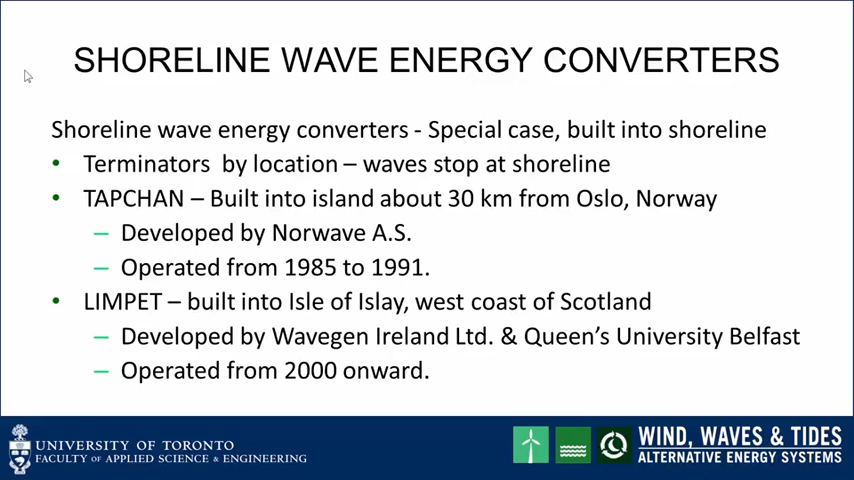 SHORELINE WAVE ENERGY CONVERTERS
Shoreline wave energy converters - Special case, built into shoreline
• Terminators by location – waves stop at shoreline
• TAPCHAN – Built into island about 30 km from Oslo, Norway
– Developed by Norwave A.S.
– Operated from 1985 to 1991.
• LIMPET – built into Isle of Islay, west coast of Scotland
– Developed by Wavegen Ireland Ltd. & Queen's University Belfast
– Operated from 2000 onward.
UNIVERSITY OF TORONTO
FACULTY OF APPLIED SCIENCE & ENGINEERING
WIND, WAVES & TIDES
ALTERNATIVE ENERGY SYSTEMS